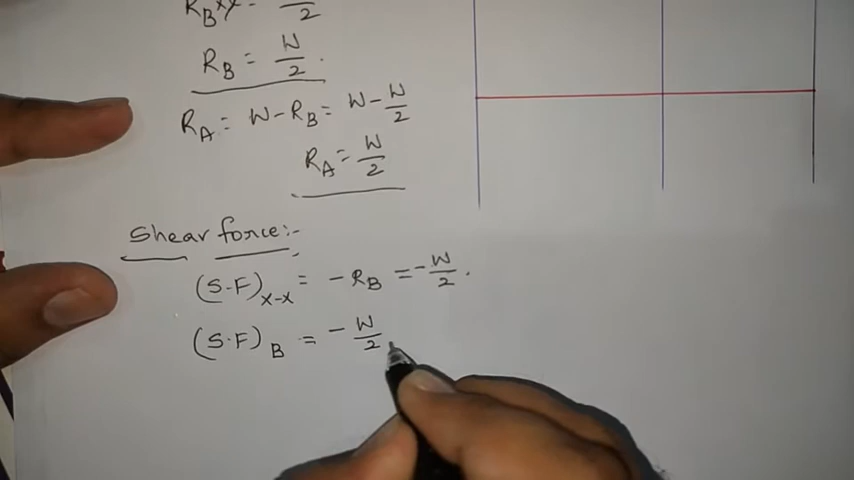 R_B = W/2 .
R_A = W - R_B = W - W/2
R_A = W/2
Shear force:-
(S.F)_x-x = - R_B = - W/2 .
(S.F)_B = - W/2